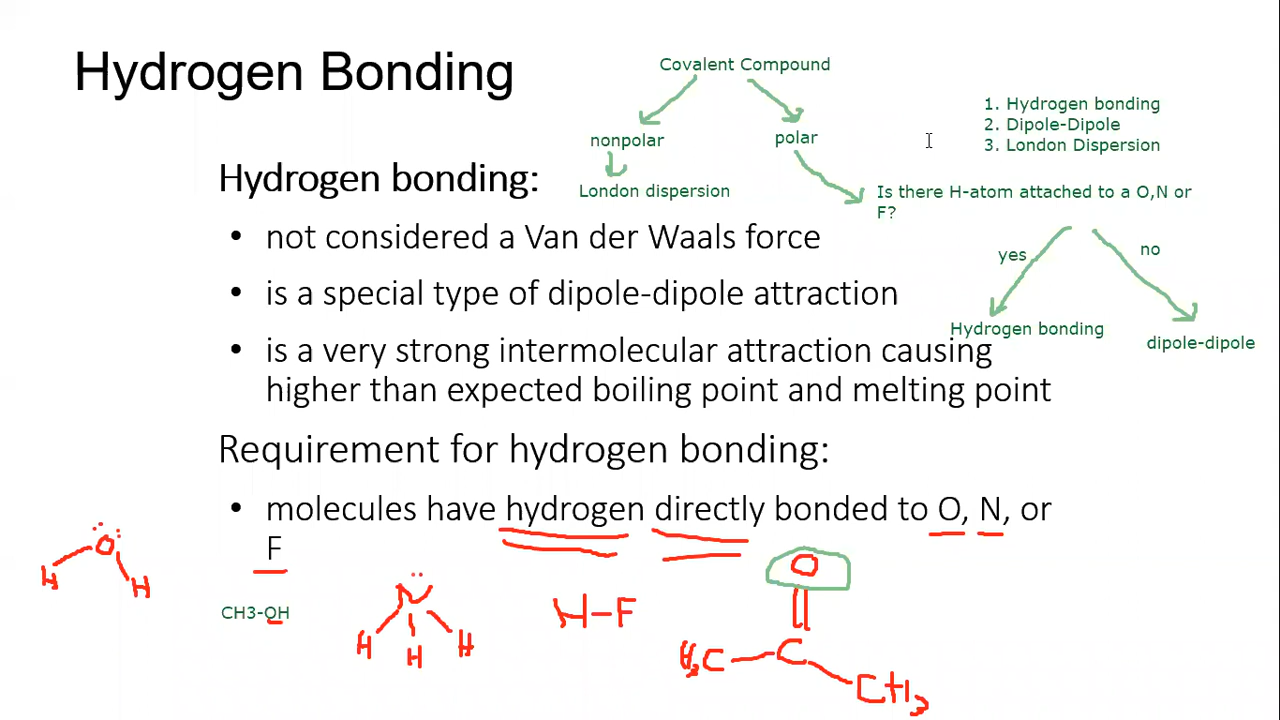 Hydrogen Bonding
Covalent Compound
nonpolar
polar
London dispersion
1. Hydrogen bonding
2. Dipole-Dipole
3. London Dispersion
Is there H-atom attached to a O,N or
F?
yes
no
Hydrogen bonding
dipole-dipole
Hydrogen bonding:
• not considered a Van der Waals force
• is a special type of dipole-dipole attraction
• is a very strong intermolecular attraction causing
higher than expected boiling point and melting point
Requirement for hydrogen bonding:
• molecules have hydrogen directly bonded to O, N, or
F
O
H
H
CH3-OH
N
H
H
H
H-F
O
H3C
C
CH3